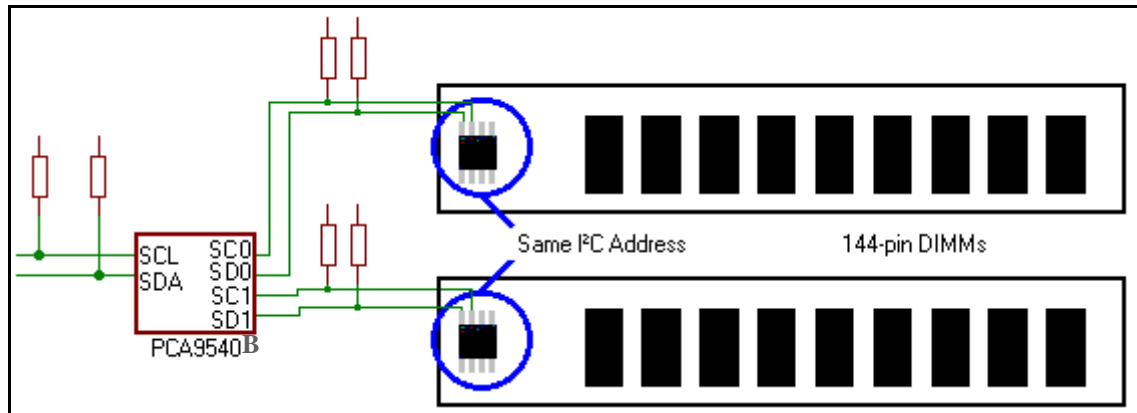 SCL
SDA
SC0
SD0
SC1
SD1
PCA9540B
Same I²C Address
144-pin DIMMs